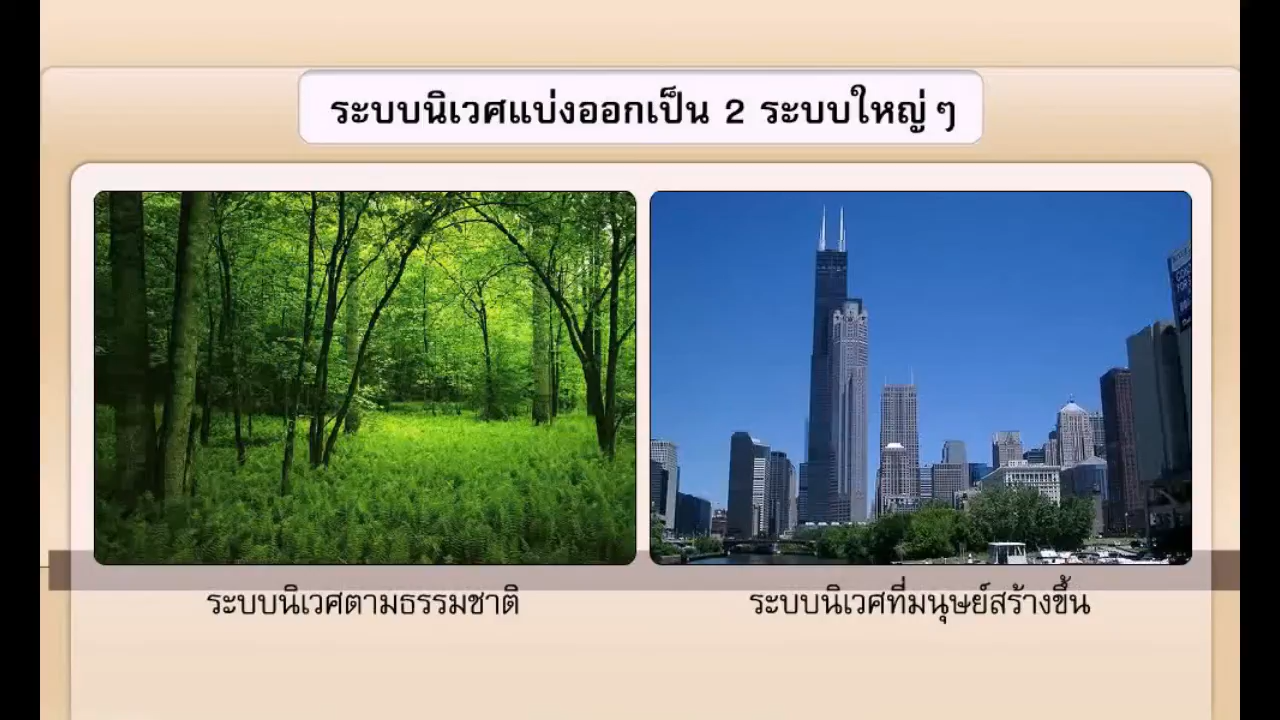 ระบบนิเวศแบ่งออกเป็น 2 ระบบใหญ่ ๆ
ระบบนิเวศตามธรรมชาติ
ระบบนิเวศที่มนุษย์สร้างขึ้น